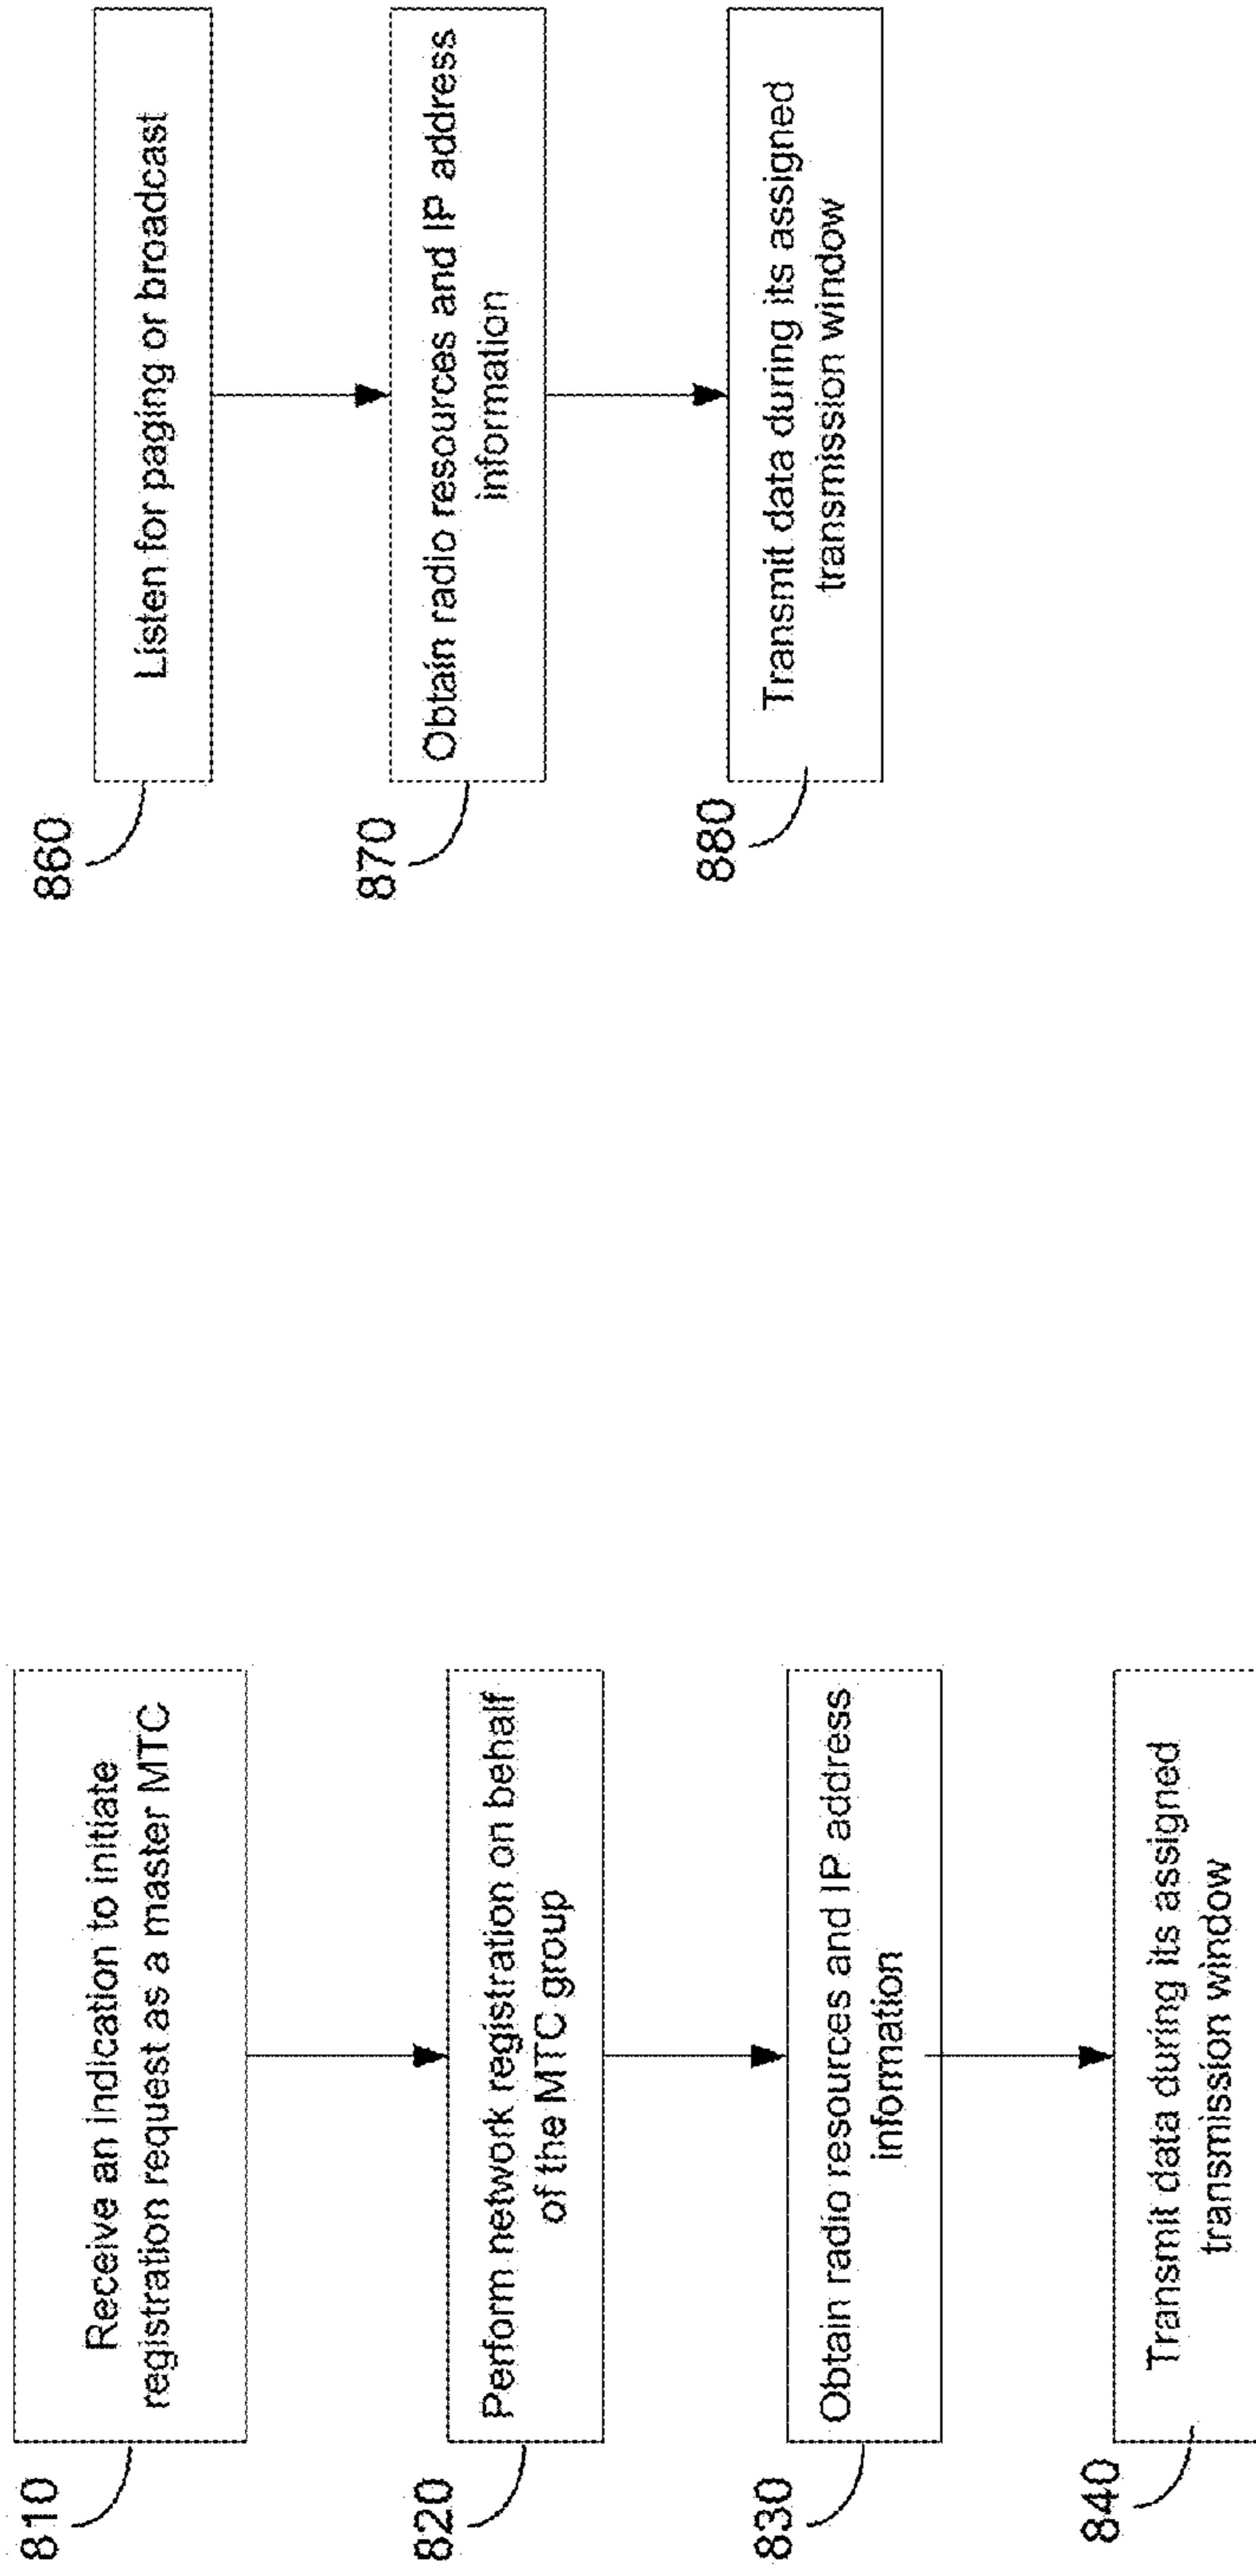 810
Receive an indication to initiate
registration request as a master MTC
820
Perform network registration on behalf
of the MTC group
830
Obtain radio resources and IP address
information
840
Transmit data during its assigned
transmission window
860
Listen for paging or broadcast
870
Obtain radio resources and IP address
information
880
Transmit data during its assigned
transmission window